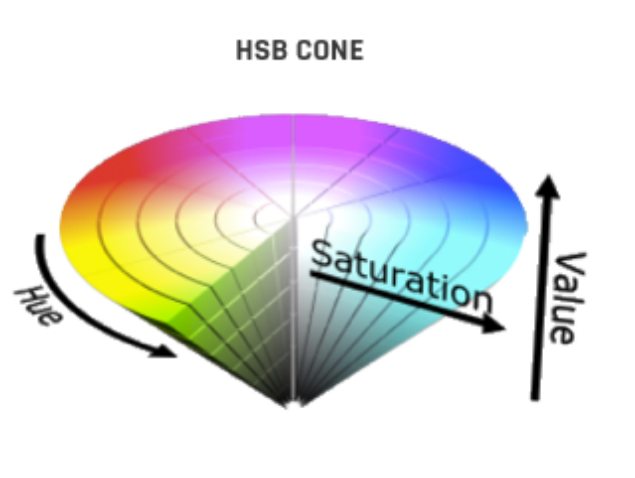 HSB CONE
Hue
Saturation
Value